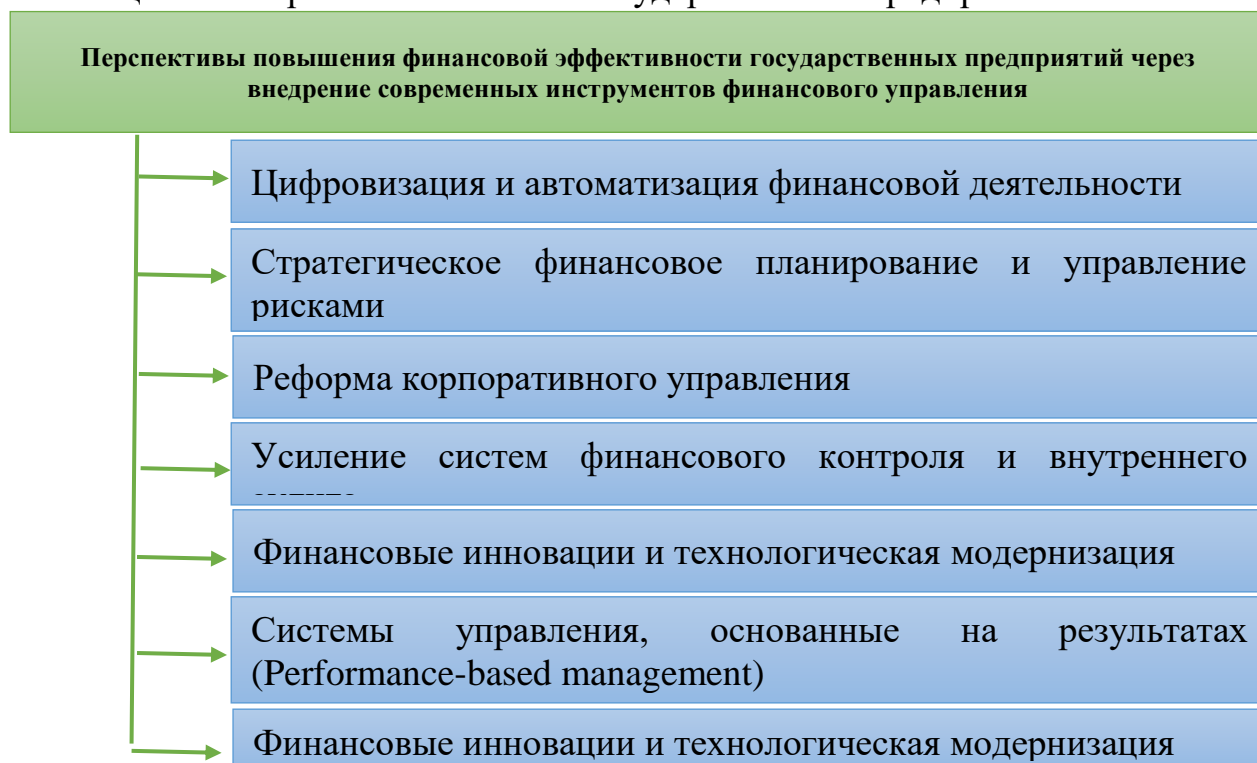 Перспективы повышения финансовой эффективности государственных предприятий через
внедрение современных инструментов финансового управления
Цифровизация и автоматизация финансовой деятельности
Стратегическое финансовое планирование и управление
рисками
Реформа корпоративного управления
Усиление систем финансового контроля и внутреннего
Финансовые инновации и технологическая модернизация
Системы управления, основанные на результатах
(Performance-based management)
Финансовые инновации и технологическая модернизация